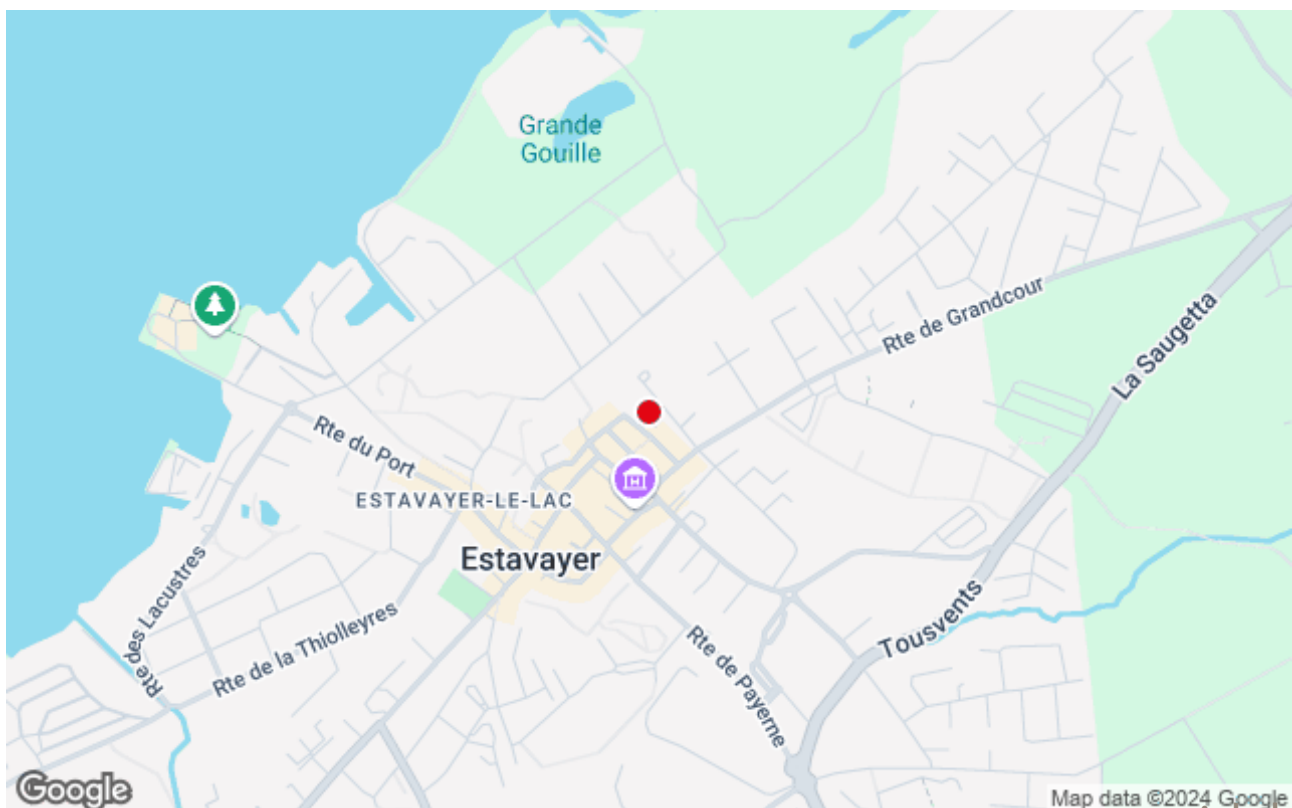 Grande
Gouille
Rte de Grandcour
La Saugetta
Rte du Port
ESTAVAYER-LE-LAC
Estavayer
Rte des Lacustres
Rte de la Thiolleyres
Rte de Payerne
Tousvents
Google
Map data ©2024 Google